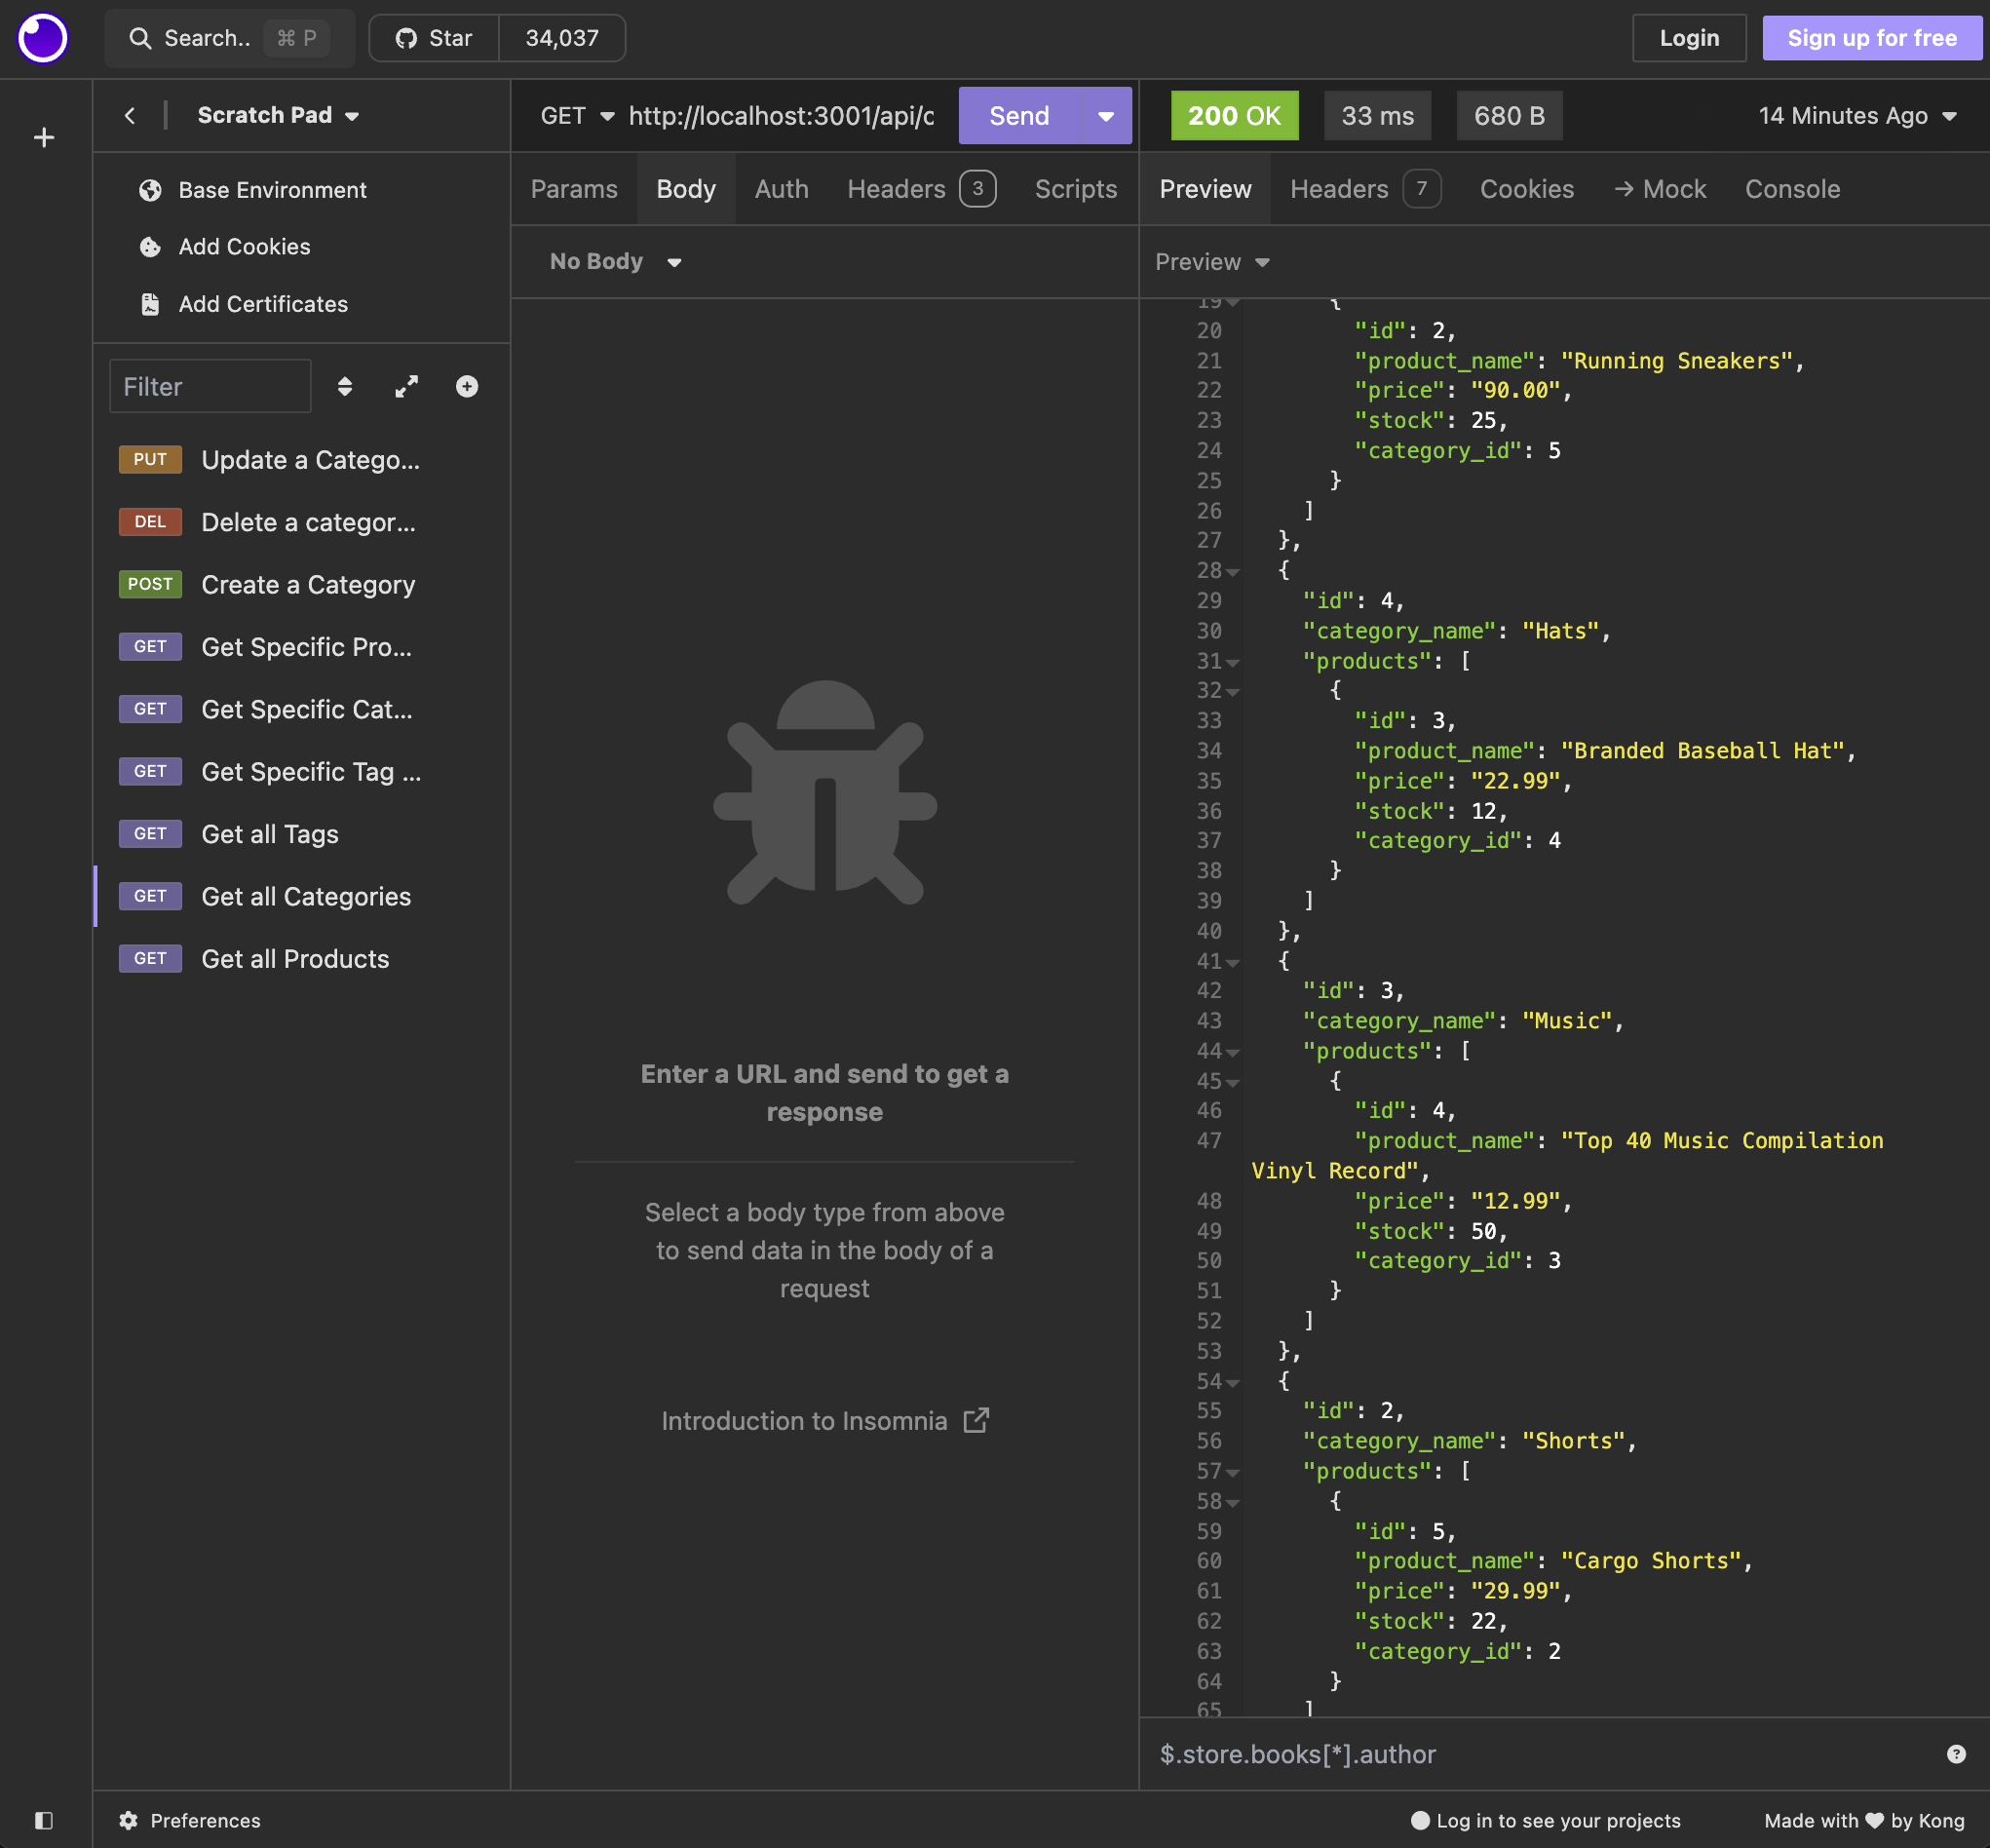 Search.. ⌘ P Star 34,037 Login Sign up for free
Scratch Pad
Base Environment
Add Cookies
Add Certificates
Filter
PUT Update a Catego...
DEL Delete a categor...
POST Create a Category
GET Get Specific Pro...
GET Get Specific Cat...
GET Get Specific Tag ...
GET Get all Tags
GET Get all Categories
GET Get all Products
GET http://localhost:3001/api/c Send
Params Body Auth Headers 3 Scripts
No Body
Enter a URL and send to get a
response
Select a body type from above
to send data in the body of a
request
Introduction to Insomnia
200 OK 33 ms 680 B 14 Minutes Ago
Preview Headers 7 Cookies → Mock Console
Preview
19 {
20 "id": 2,
21 "product_name": "Running Sneakers",
22 "price": "90.00",
23 "stock": 25,
24 "category_id": 5
25 }
26 ]
27 },
28 {
29 "id": 4,
30 "category_name": "Hats",
31 "products": [
32 {
33 "id": 3,
34 "product_name": "Branded Baseball Hat",
35 "price": "22.99",
36 "stock": 12,
37 "category_id": 4
38 }
39 ]
40 },
41 {
42 "id": 3,
43 "category_name": "Music",
44 "products": [
45 {
46 "id": 4,
47 "product_name": "Top 40 Music Compilation
Vinyl Record",
48 "price": "12.99",
49 "stock": 50,
50 "category_id": 3
51 }
52 ]
53 },
54 {
55 "id": 2,
56 "category_name": "Shorts",
57 "products": [
58 {
59 "id": 5,
60 "product_name": "Cargo Shorts",
61 "price": "29.99",
62 "stock": 22,
63 "category_id": 2
64 }
65 ]
$.store.books[*].author
Preferences Log in to see your projects Made with ♥ by Kong